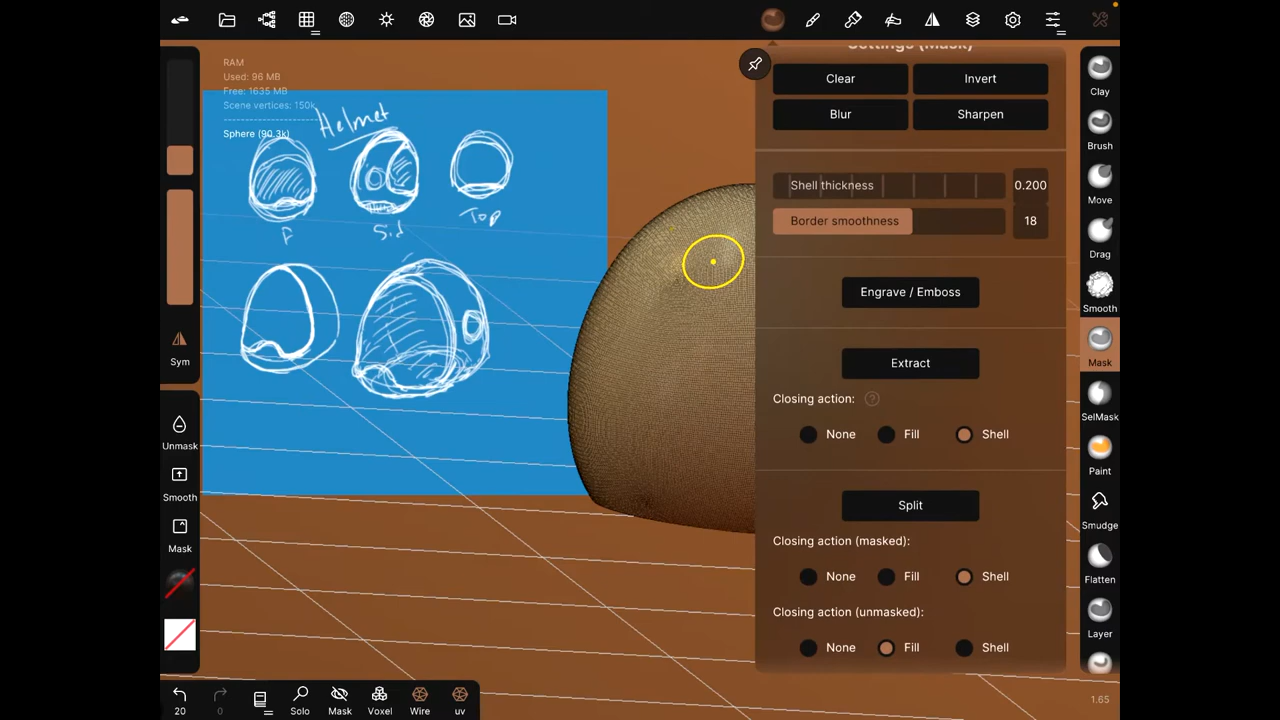 RAM
Used: 96 MB
Free: 1635 MB
Scene vertices: 150k
Sphere (90.3k)
Helmet
F
Top
Sym
Unmask
Smooth
Mask
20
0
Solo
Mask
Voxel
Wire
uv
Settings (Mask)
Clear
Invert
Blur
Sharpen
Shell thickness
0.200
Border smoothness
18
Engrave / Emboss
Extract
Closing action: ?
None
Fill
Shell
Split
Closing action (masked):
None
Fill
Shell
Closing action (unmasked):
None
Fill
Shell
Clay
Brush
Move
Drag
Smooth
Mask
SelMask
Paint
Smudge
Flatten
Layer
1.65